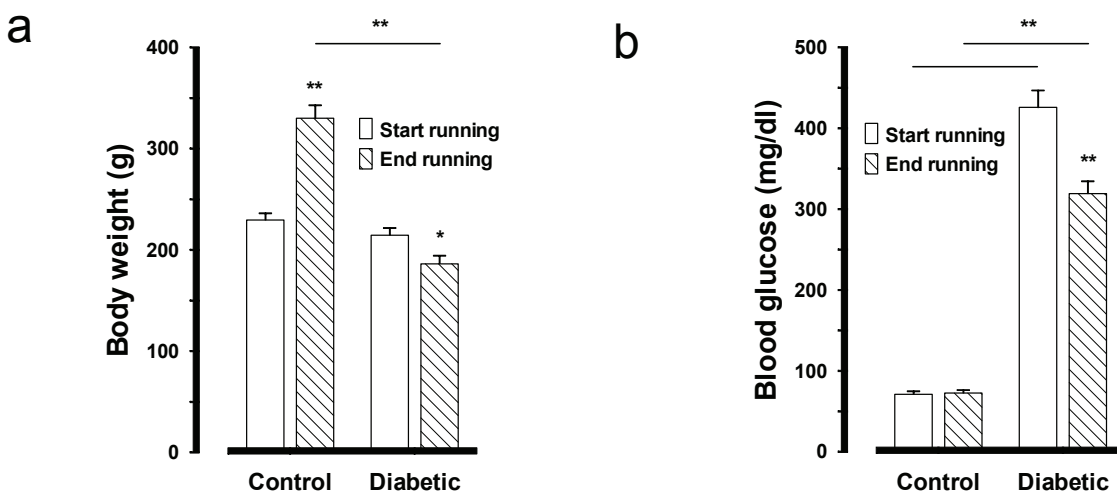 a
**
400
300
200
100
0
Body weight (g)
**
*
Start running
End running
Control
Diabetic
b
**
500
400
300
200
100
0
Blood glucose (mg/dl)
Start running
End running
**
Control
Diabetic